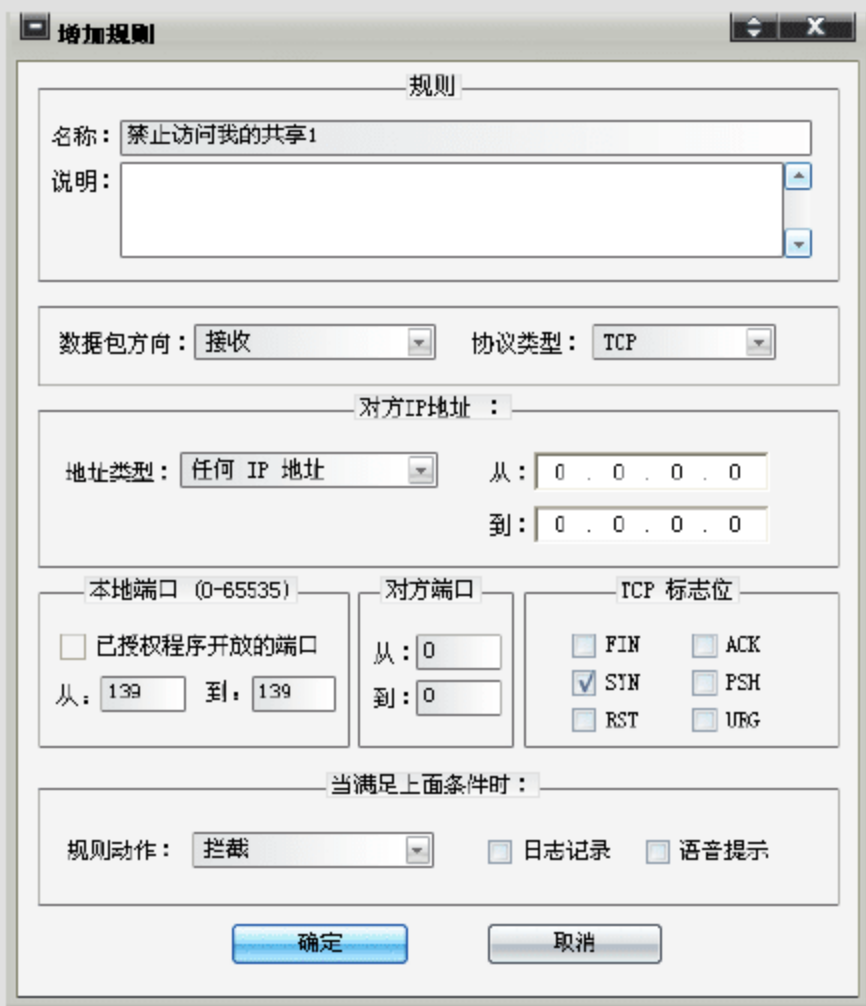 增加规则
规则
名称：禁止访问我的共享1
说明：
数据包方向：接收 协议类型：TCP
对方IP地址 ：
地址类型：任何 IP 地址 从：0 . 0 . 0 . 0
到：0 . 0 . 0 . 0
本地端口 (0-65535) 对方端口 TCP 标志位
已授权程序开放的端口 从：0 FIN ACK
从：139 到：139 到：0 SYN PSH
RST URG
当满足上面条件时：
规则动作：拦截 日志记录 语音提示
确定 取消